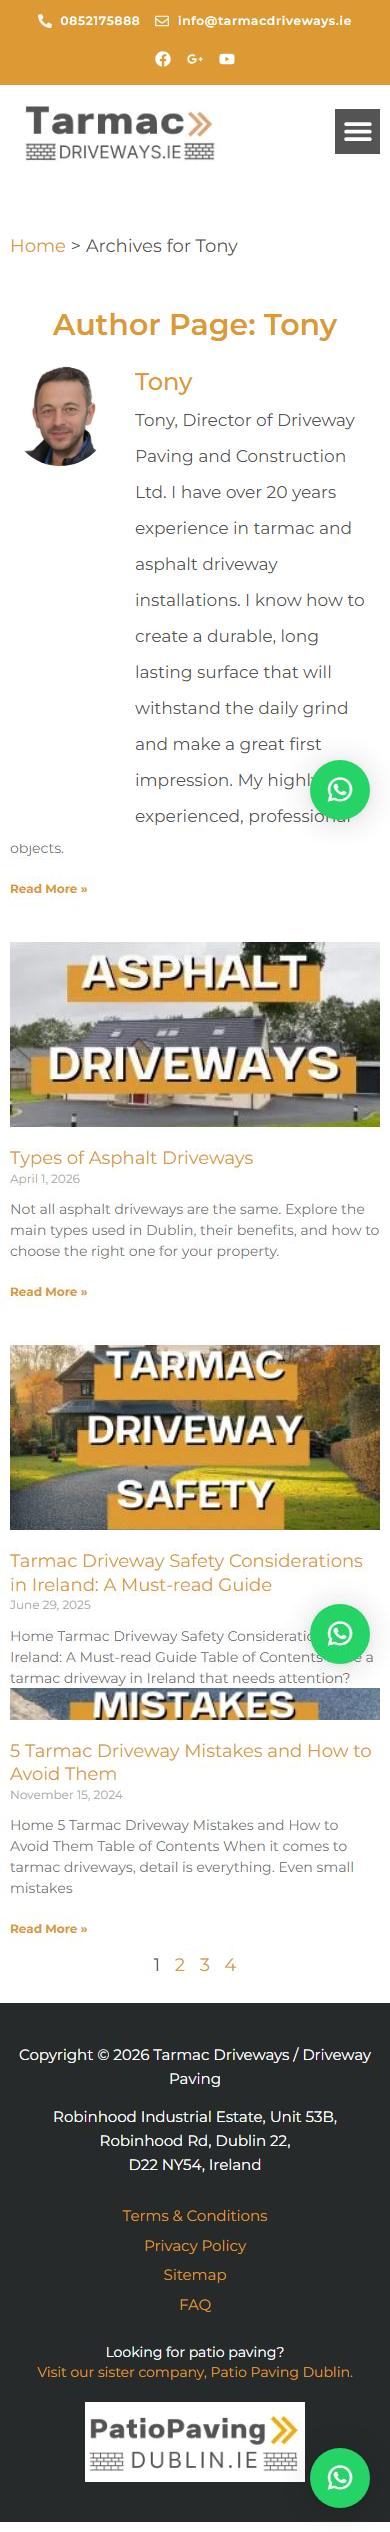 0852175888 info@tarmacdriveways.ie
Tarmac
DRIVEWAYS.IE
Home > Archives for Tony
Author Page: Tony
Tony
Tony, Director of Driveway
Paving and Construction
Ltd. I have over 20 years
experience in tarmac and
asphalt driveway
installations. I know how to
create a durable, long
lasting surface that will
withstand the daily grind
and make a great first
impression. My
experienced, professional
objects.
Read More »
ASPHALT
DRIVEWAYS
Types of Asphalt Driveways
April 1, 2026
Not all asphalt driveways are the same. Explore the
main types used in Dublin, their benefits, and how to
choose the right one for your property.
Read More »
TARMAC
DRIVEWAY
SAFETY
Tarmac Driveway Safety Considerations
in Ireland: A Must-read Guide
June 29, 2025
Home Tarmac Driveway Safety
Ireland: A Must-read Guide Table of Contents a
tarmac driveway in Ireland that needs attention?
MISTAKES
5 Tarmac Driveway Mistakes and How to
Avoid Them
November 15, 2024
Home 5 Tarmac Driveway Mistakes and How to
Avoid Them Table of Contents When it comes to
tarmac driveways, detail is everything. Even small
mistakes
Read More »
1 2 3 4
Copyright © 2026 Tarmac Driveways / Driveway
Paving
Robinhood Industrial Estate, Unit 53B,
Robinhood Rd, Dublin 22,
D22 NY54, Ireland
Terms & Conditions
Privacy Policy
Sitemap
FAQ
Looking for patio paving?
Visit our sister company, Patio Paving Dublin.
PatioPaving
DUBLIN.IE